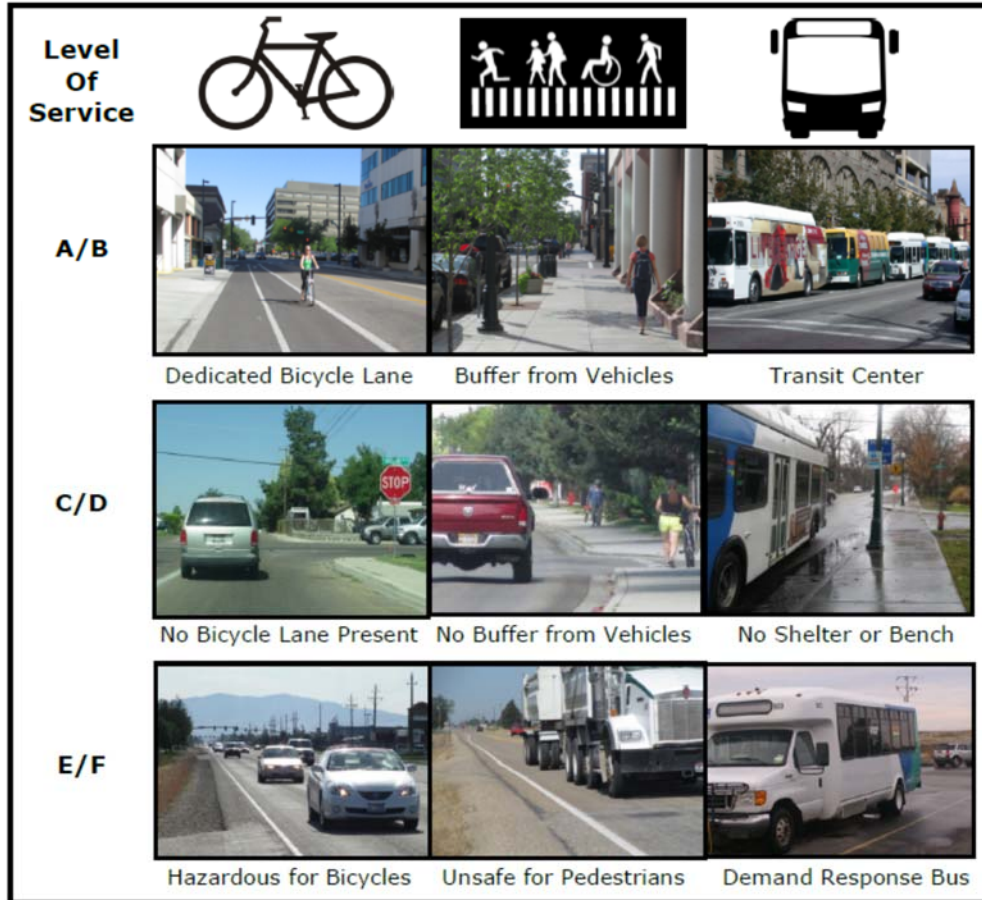 Level
Of
Service
A/B
Dedicated Bicycle Lane
Buffer from Vehicles
Transit Center
C/D
STOP
No Bicycle Lane Present
No Buffer from Vehicles
No Shelter or Bench
E/F
Hazardous for Bicycles
Unsafe for Pedestrians
Demand Response Bus